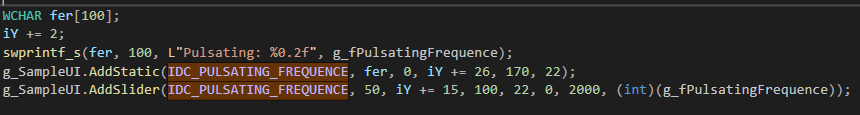 WCHAR fer[100];
iY += 2;
swprintf_s(fer, 100, L"Pulsating: %0.2f", g_fPulsatingFrequence);
g_SampleUI.AddStatic(IDC_PULSATING_FREQUENCE, fer, 0, iY += 26, 170, 22);
g_SampleUI.AddSlider(IDC_PULSATING_FREQUENCE, 50, iY += 15, 100, 22, 0, 2000, (int)(g_fPulsatingFrequence));